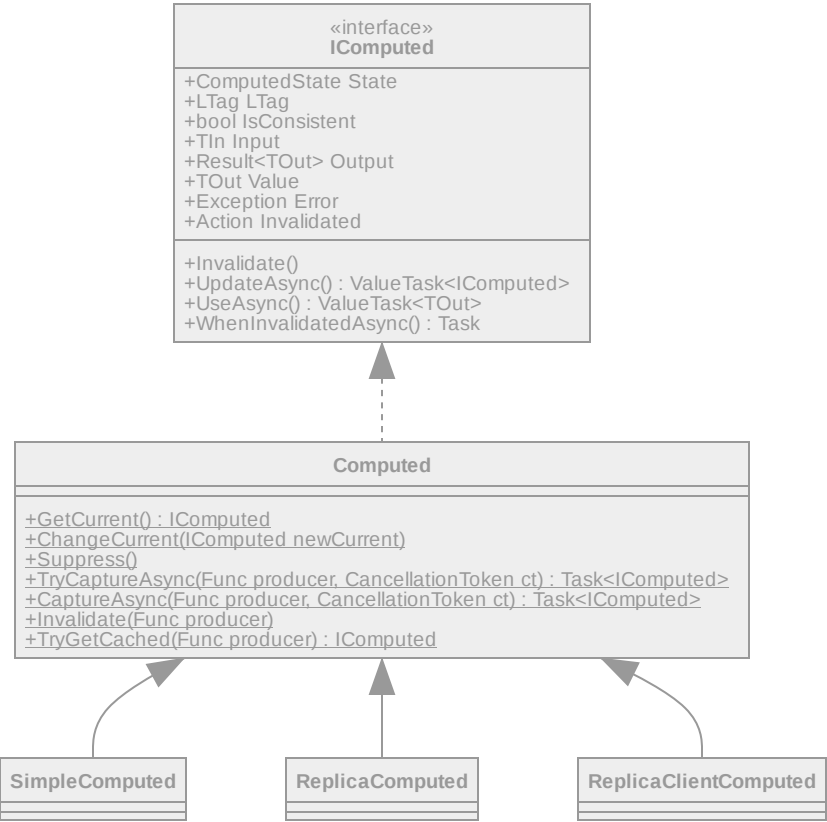 «interface»
IComputed
+ComputedState State
+LTag LTag
+bool IsConsistent
+TIn Input
+Result<TOut> Output
+TOut Value
+Exception Error
+Action Invalidated
+Invalidate()
+UpdateAsync() : ValueTask<IComputed>
+UseAsync() : ValueTask<TOut>
+WhenInvalidatedAsync() : Task
Computed
+GetCurrent() : IComputed
+ChangeCurrent(IComputed newCurrent)
+Suppress()
+TryCaptureAsync(Func producer, CancellationToken ct) : Task<IComputed>
+CaptureAsync(Func producer, CancellationToken ct) : Task<IComputed>
+Invalidate(Func producer)
+TryGetCached(Func producer) : IComputed
SimpleComputed
ReplicaComputed
ReplicaClientComputed